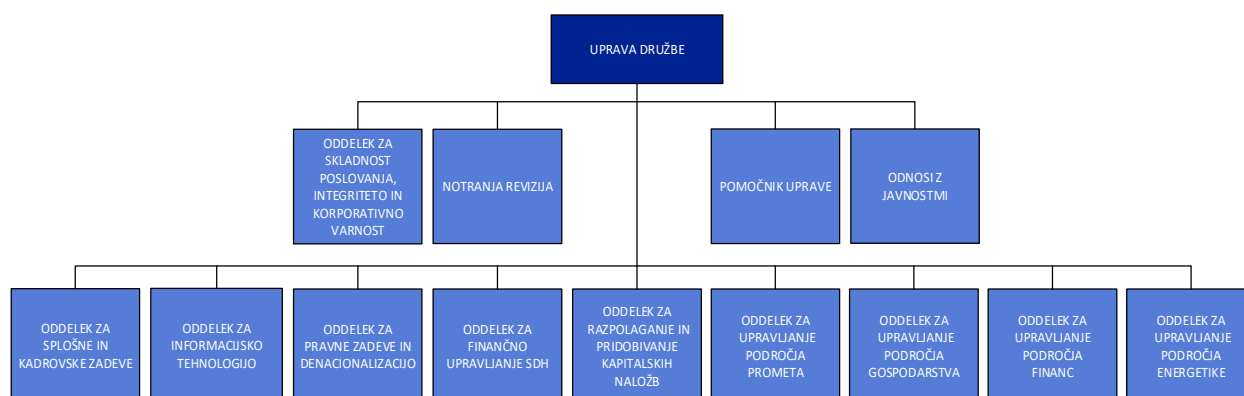 UPRAVA DRUŽBE
ODDELEK ZA
SKLADNOST
POSLOVANJA,
INTEGRITETO IN
KORPORATIVNO
VARNOST
NOTRANJA REVIZIJA
POMOČNIK UPRAVE
ODNOSI Z
JAVNOSTMI
ODDELEK ZA
SPLOŠNE IN
KADROVSKE ZADEVE
ODDELEK ZA
INFORMACIJSKO
TEHNOLOGIJO
ODDELEK ZA
PRAVNE ZADEVE IN
DENACIONALIZACIJO
ODDELEK ZA
FINANČNO
UPRAVLJANJE SDH
ODDELEK ZA
RAZPOLAGANJE IN
PRIDOBIVANJE
KAPITALSKIH
NALOŽB
ODDELEK ZA
UPRAVLJANJE
PODROČJA
PROMETA
ODDELEK ZA
UPRAVLJANJE
PODROČJA
GOSPODARSTVA
ODDELEK ZA
UPRAVLJANJE
PODROČJA
FINANC
ODDELEK ZA
UPRAVLJANJE
PODROČJA
ENERGETIKE